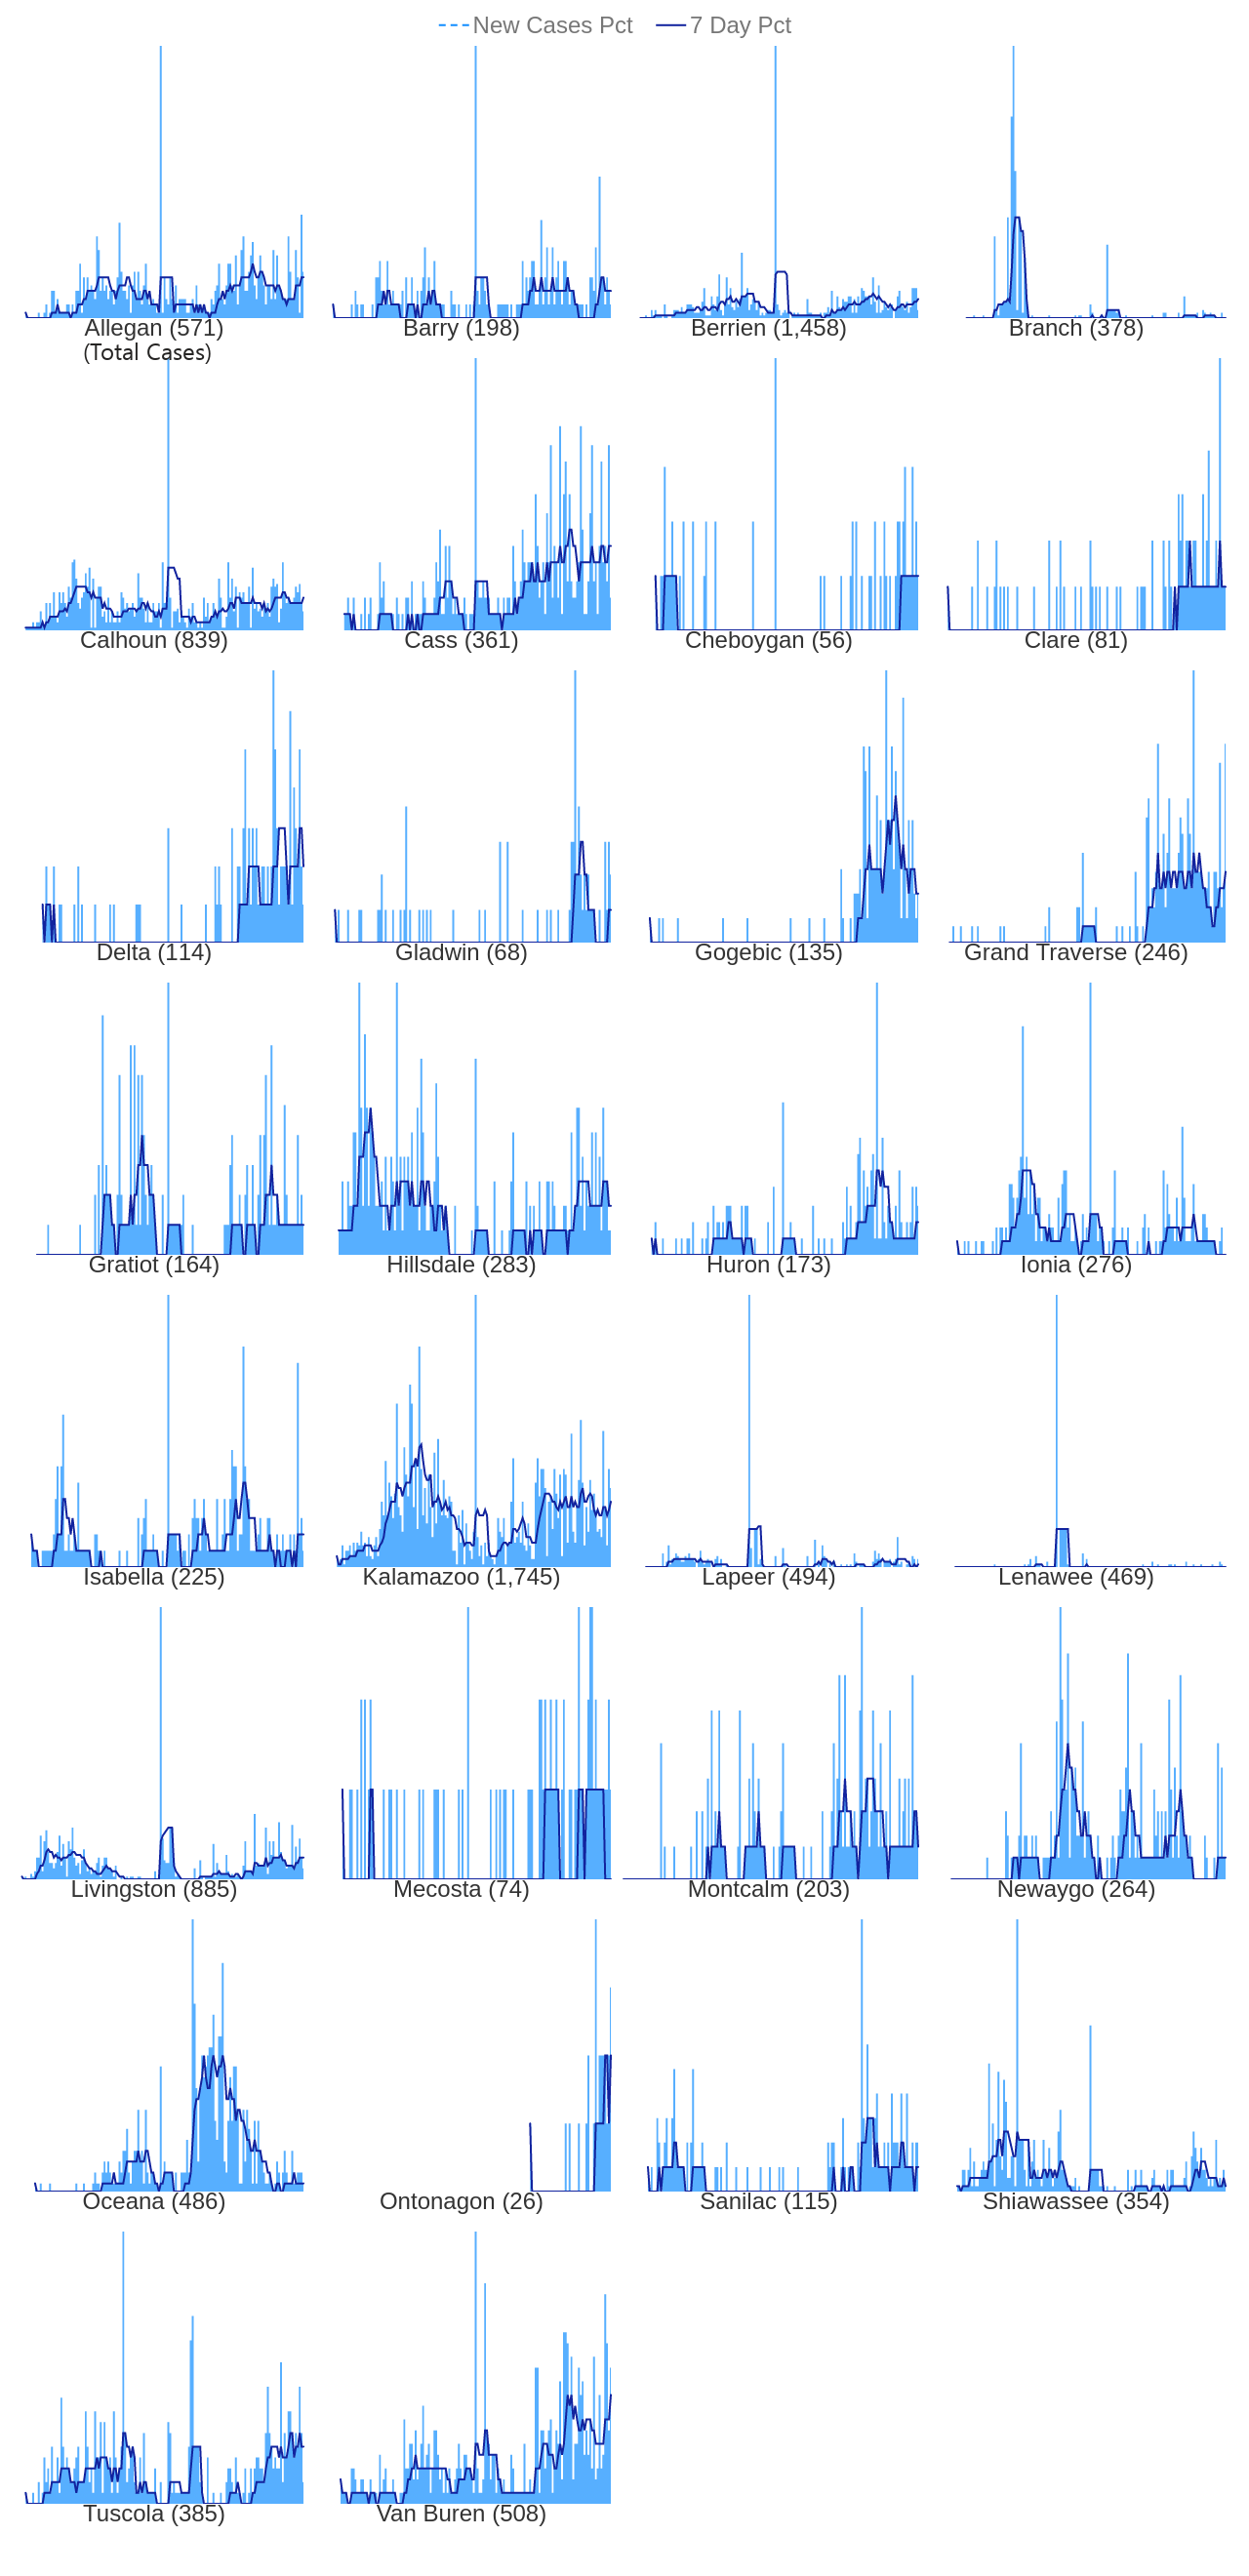 New Cases Pct 7 Day Pct
Allegan (571) Barry (198) Berrien (1,458) Branch (378)
(Total Cases)
Calhoun (839) Cass (361) Cheboygan (56) Clare (81)
Delta (114) Gladwin (68) Gogebic (135) Grand Traverse (246)
Gratiot (164) Hillsdale (283) Huron (173) Ionia (276)
Isabella (225) Kalamazoo (1,745) Lapeer (494) Lenawee (469)
Livingston (885) Mecosta (74) Montcalm (203) Newaygo (264)
Oceana (486) Ontonagon (26) Sanilac (115) Shiawassee (354)
Tuscola (385) Van Buren (508)